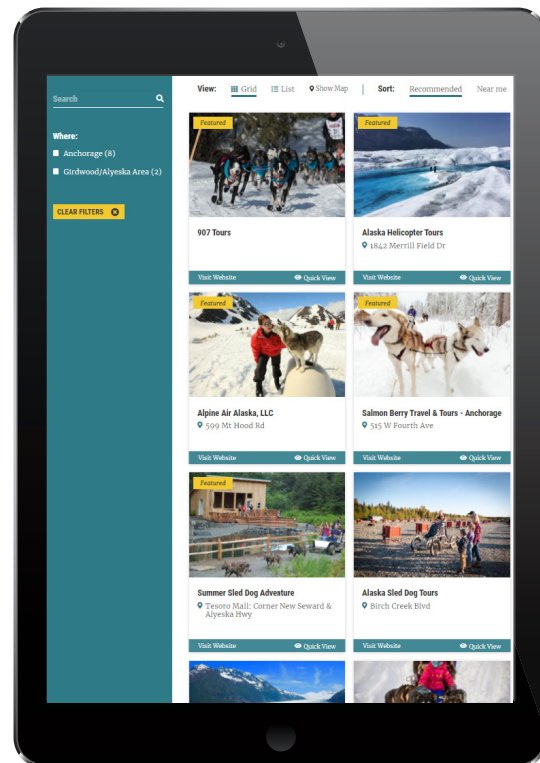 View: Grid List Show Map | Sort: Recommended Near me
Search
Where:
Anchorage (8)
Girdwood/Alyeska Area (2)
CLEAR FILTERS
Featured
907 Tours
Visit Website Quick View
Featured
Alaska Helicopter Tours
1842 Merrill Field Dr
Visit Website Quick View
Featured
Alpine Air Alaska, LLC
599 Mt Hood Rd
Visit Website Quick View
Featured
Salmon Berry Travel & Tours - Anchorage
515 W Fourth Ave
Visit Website Quick View
Featured
Summer Sled Dog Adventure
Tesoro Mall: Corner New Seward &
Alyeska Hwy
Visit Website Quick View
Alaska Sled Dog Tours
Birch Creek Blvd
Visit Website Quick View